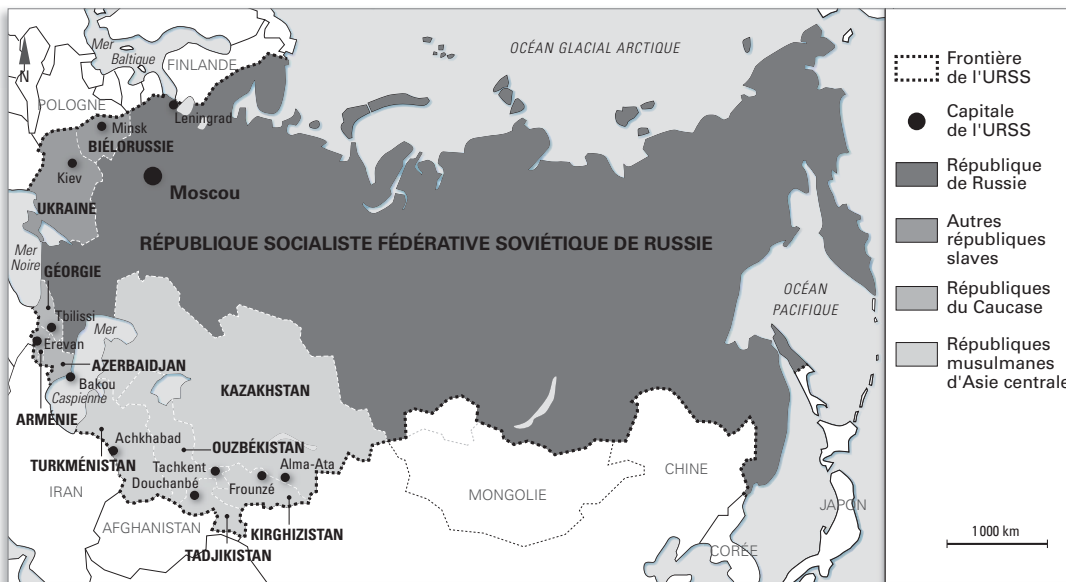 OCÉAN GLACIAL ARCTIQUE
Mer
Baltique
FINLANDE
N
POLOGNE
Leningrad
Minsk
BIÉLORUSSIE
Kiev
Moscou
UKRAINE
RÉPUBLIQUE SOCIALISTE FÉDÉRATIVE SOVIÉTIQUE DE RUSSIE
Mer
Noire
GÉORGIE
Tbilissi
Mer
Caspienne
Erevan
AZERBAIDJAN
Bakou
ARMÉNIE
KAZAKHSTAN
OCÉAN
PACIFIQUE
Achkhabad
OUZBÉKISTAN
TURKMÉNISTAN
Tachkent
Alma-Ata
Douchanbé
Frounzé
IRAN
MONGOLIE
CHINE
JAPON
AFGHANISTAN
KIRGHIZISTAN
TADJIKISTAN
CORÉE
Frontière
de l'URSS
Capitale
de l'URSS
République
de Russie
Autres
républiques
slaves
Républiques
du Caucase
Républiques
musulmanes
d'Asie centrale
1 000 km